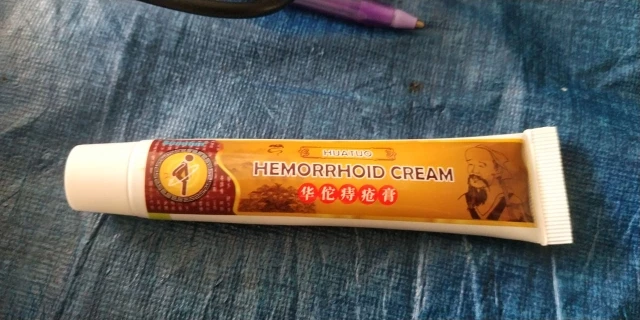 HUATUO
HEMORRHOID CREAM
华佗痔疮膏